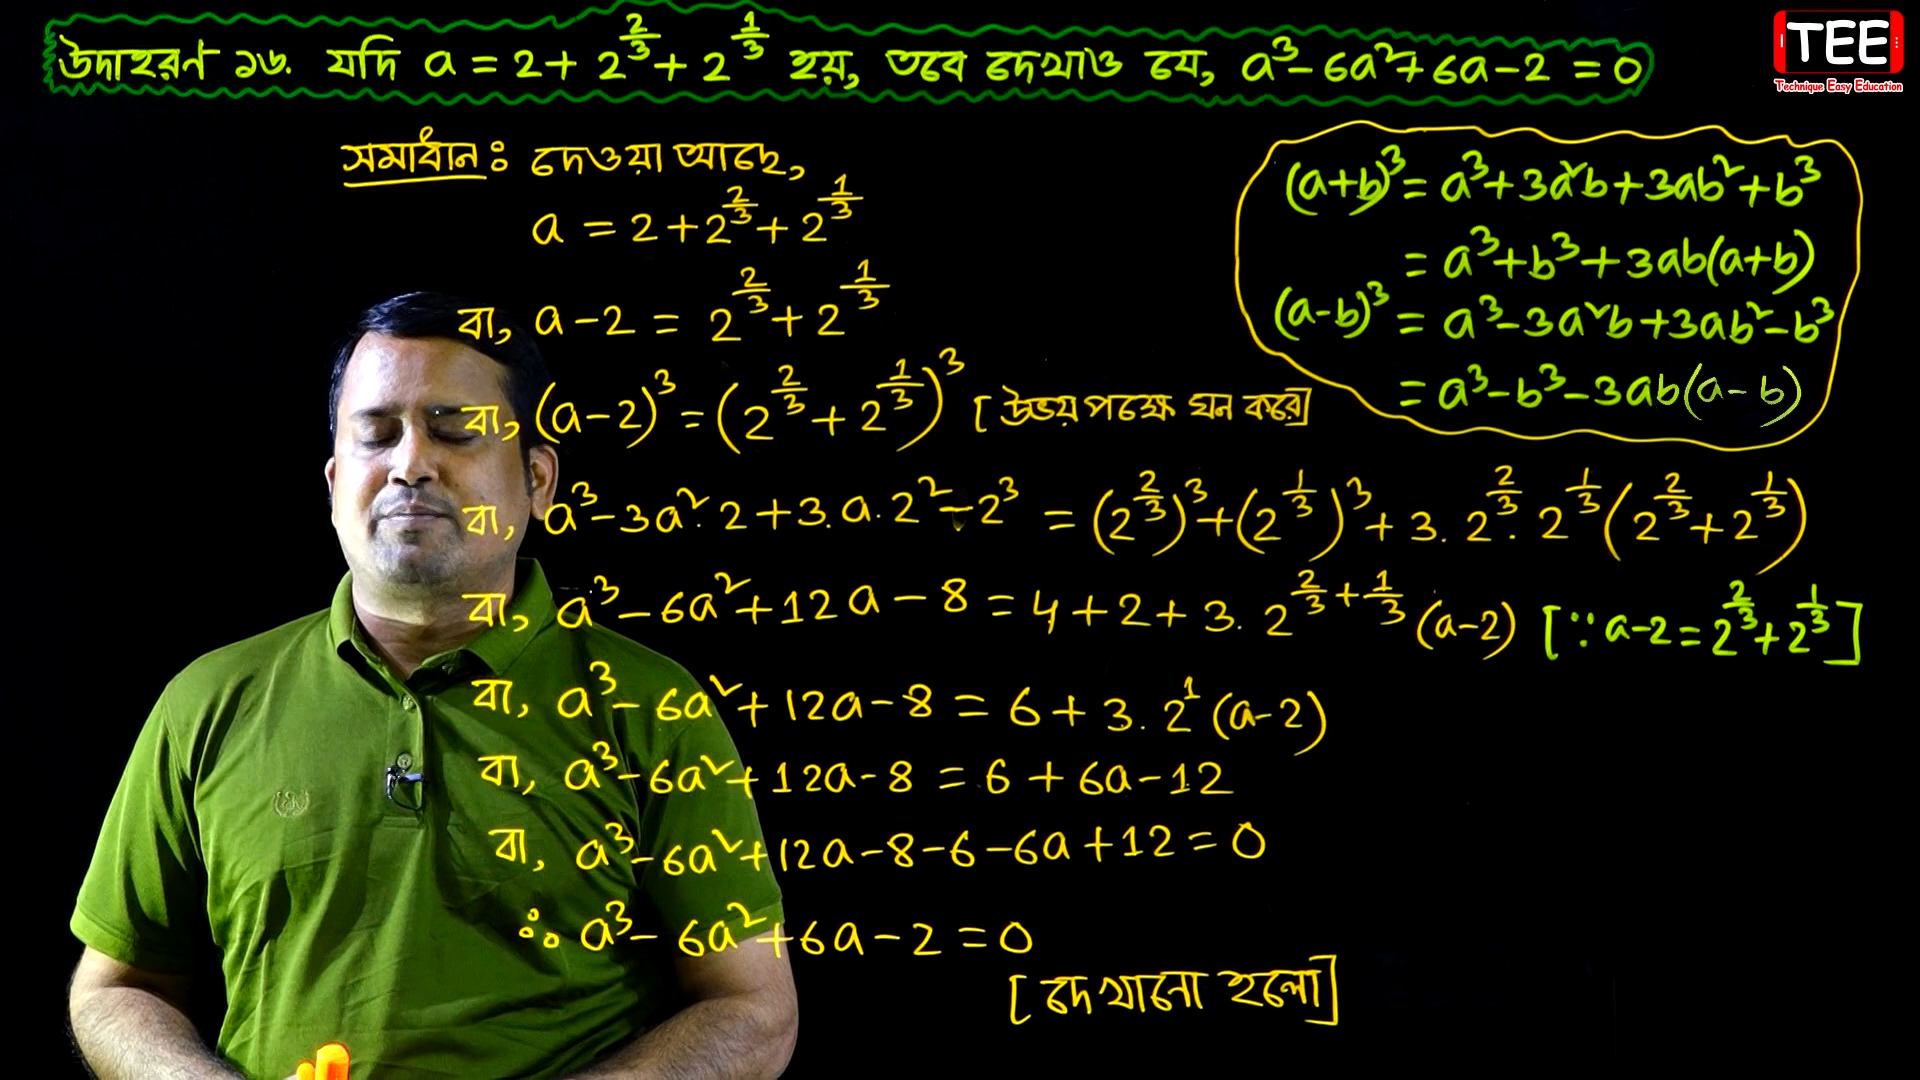 উদাহরণ ১৬. যদি a = 2 + 2^{2/3} + 2^{1/3} হয়, তবে দেখাও যে, a³ - 6a² + 6a - 2 = 0
TEE
Technique Easy Education
সমাধান : দেওয়া আছে,
a = 2 + 2^{2/3} + 2^{1/3}
বা, a - 2 = 2^{2/3} + 2^{1/3}
বা, (a - 2)³ = (2^{2/3} + 2^{1/3})³ [উভয় পক্ষে ঘন করে]
বা, a³ - 3a².2 + 3.a.2² - 2³ = (2^{2/3})³ + (2^{1/3})³ + 3. 2^{2/3}. 2^{1/3} (2^{2/3} + 2^{1/3})
বা, a³ - 6a² + 12a - 8 = 4 + 2 + 3. 2^{2/3 + 1/3} (a-2) [∵ a-2 = 2^{2/3} + 2^{1/3}]
বা, a³ - 6a² + 12a - 8 = 6 + 3. 2¹ (a-2)
বা, a³ - 6a² + 12a - 8 = 6 + 6a - 12
বা, a³ - 6a² + 12a - 8 - 6 - 6a + 12 = 0
∴ a³ - 6a² + 6a - 2 = 0
[দেখানো হলো]
(a+b)³ = a³ + 3a²b + 3ab² + b³
= a³ + b³ + 3ab(a+b)
(a-b)³ = a³ - 3a²b + 3ab² - b³
= a³ - b³ - 3ab(a-b)